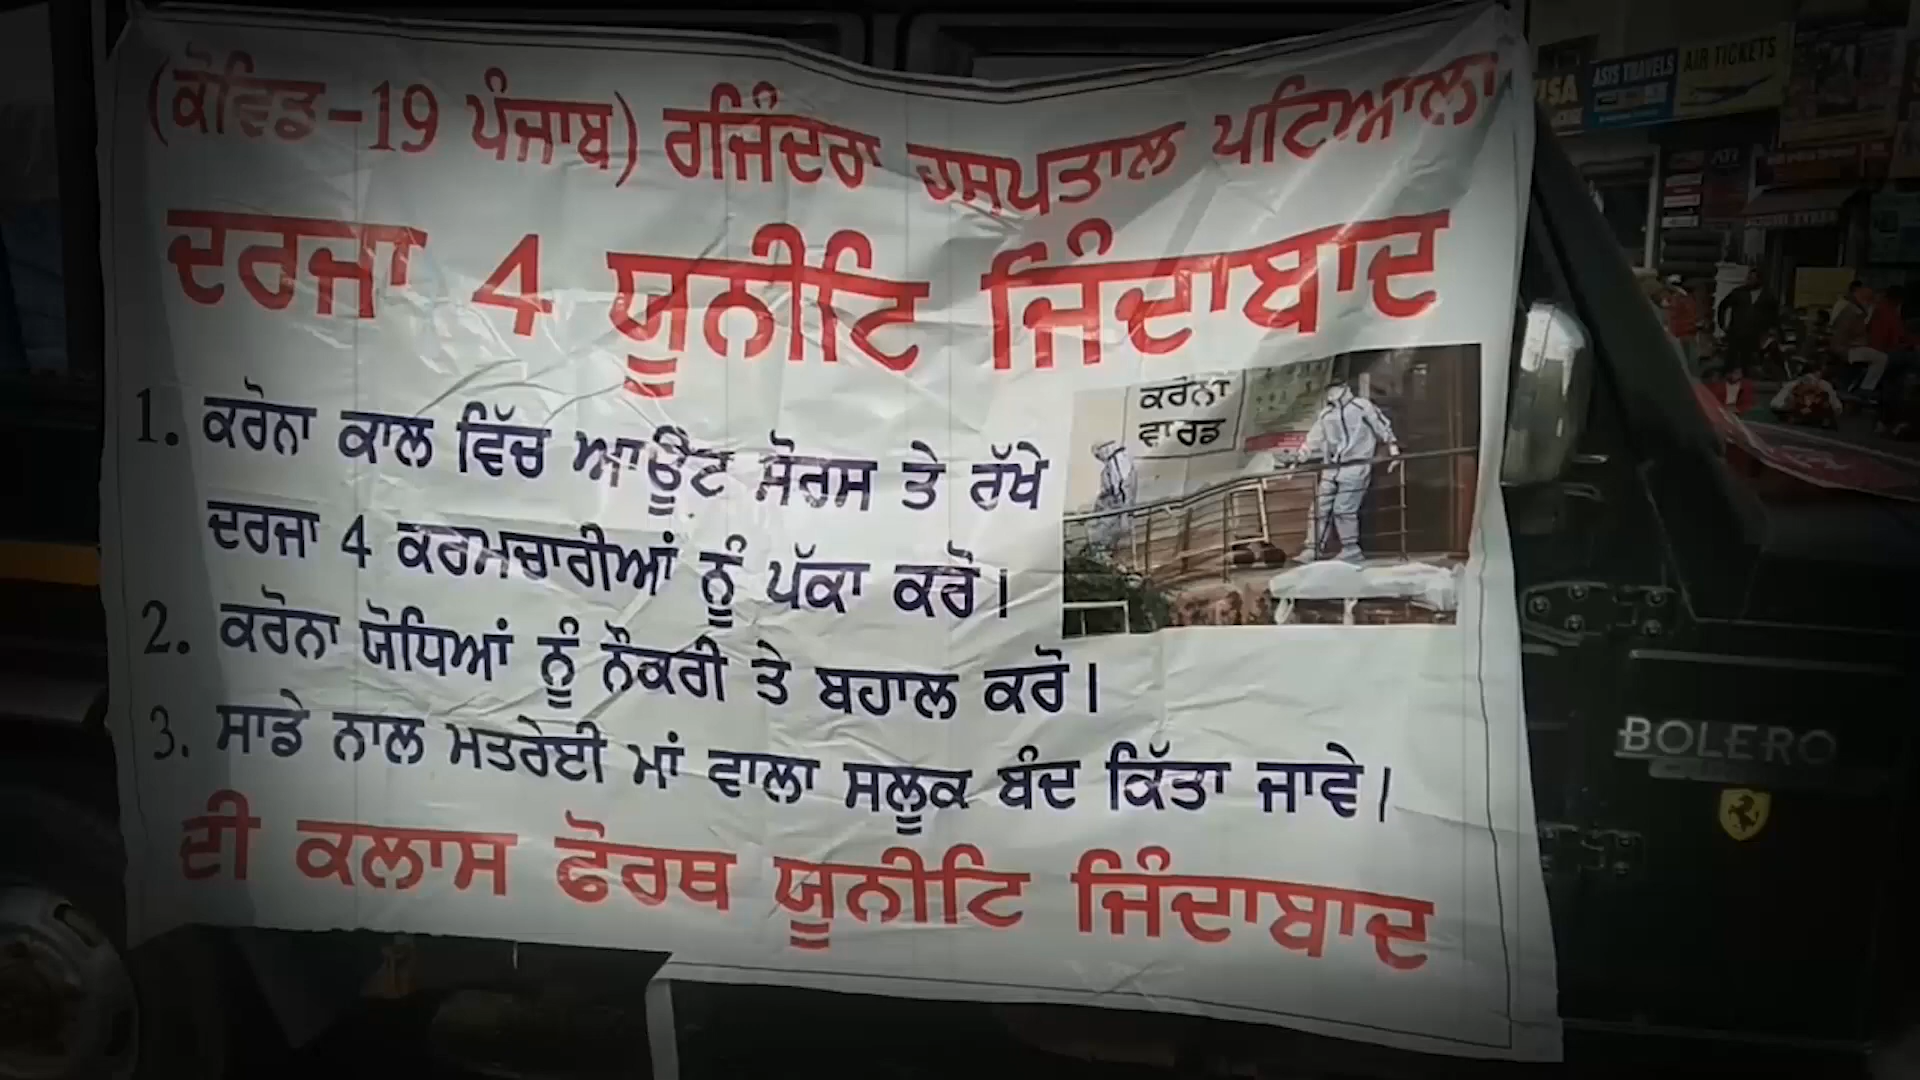 (ਕੋਵਿਡ-19 ਪੰਜਾਬ) ਰਜਿੰਦਰਾ ਹਸਪਤਾਲ ਪਟਿਆਲਾ
ਦਰਜਾ 4 ਯੂਨੀਟਿ ਜਿੰਦਾਬਾਦ
1. ਕਰੋਨਾ ਕਾਲ ਵਿੱਚ ਆਊਟ ਸੋਰਸ ਤੇ ਰੱਖੇ
ਦਰਜਾ 4 ਕਰਮਚਾਰੀਆਂ ਨੂੰ ਪੱਕਾ ਕਰੋ।
2. ਕਰੋਨਾ ਯੋਧਿਆਂ ਨੂੰ ਨੌਕਰੀ ਤੇ ਬਹਾਲ ਕਰੋ।
3. ਸਾਡੇ ਨਾਲ ਮਤਰੇਈ ਮਾਂ ਵਾਲਾ ਸਲੂਕ ਬੰਦ ਕਿੱਤਾ ਜਾਵੇ।
ਦੀ ਕਲਾਸ ਫੋਰਥ ਯੂਨੀਟਿ ਜਿੰਦਾਬਾਦ
ਕਰੋਨਾ
ਵਾਰਡ
ASIS TRAVELS
AIR TICKETS
BOLERO